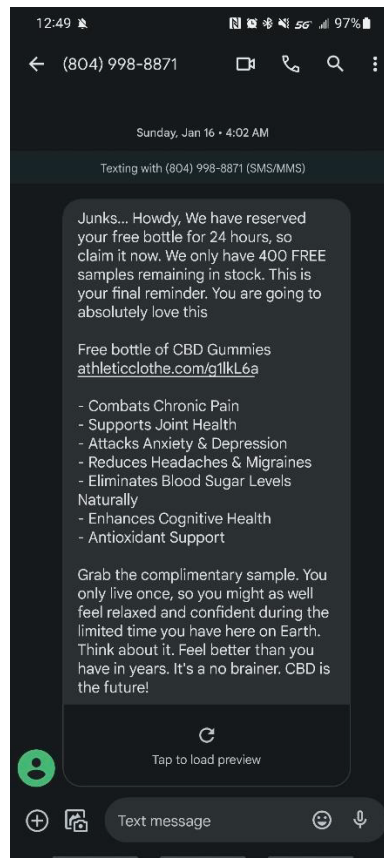 12:49
5G
97%
(804) 998-8871
Sunday, Jan 16 • 4:02 AM
Texting with (804) 998-8871 (SMS/MMS)
Junks... Howdy, We have reserved
your free bottle for 24 hours, so
claim it now. We only have 400 FREE
samples remaining in stock. This is
your final reminder. You are going to
absolutely love this
Free bottle of CBD Gummies
athleticclothe.com/g1lkL6a
- Combats Chronic Pain
- Supports Joint Health
- Attacks Anxiety & Depression
- Reduces Headaches & Migraines
- Eliminates Blood Sugar Levels
Naturally
- Enhances Cognitive Health
- Antioxidant Support
Grab the complimentary sample. You
only live once, so you might as well
feel relaxed and confident during the
limited time you have here on Earth.
Think about it. Feel better than you
have in years. It's a no brainer. CBD is
the future!
Tap to load preview
Text message